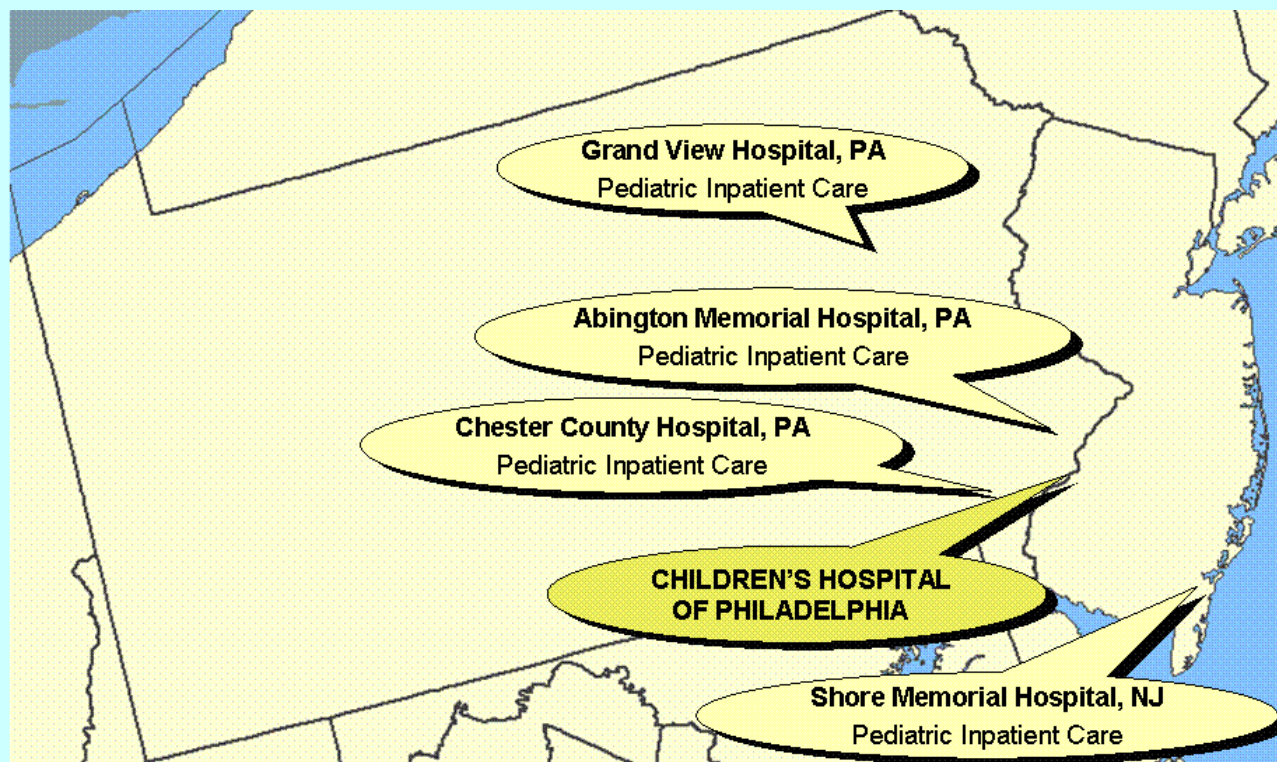 Grand View Hospital, PA
Pediatric Inpatient Care
Abington Memorial Hospital, PA
Pediatric Inpatient Care
Chester County Hospital, PA
Pediatric Inpatient Care
CHILDREN’S HOSPITAL
OF PHILADELPHIA
Shore Memorial Hospital, NJ
Pediatric Inpatient Care